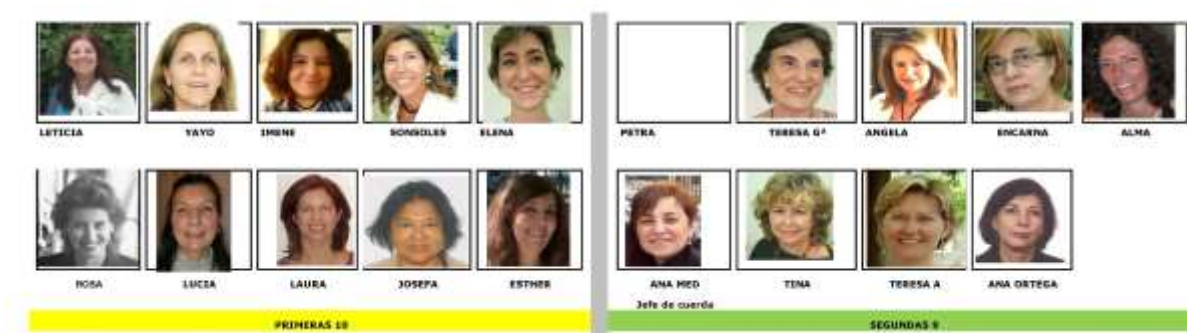 LETICIA YAYO IMENE SONSOLES ELENA PETRA TERESA Gª ANGELA ENCARNA ALMA
ROSA LUCIA LAURA JOSEFA ESTHER ANA MED TINA TERESA A ANA ORTEGA
Jefe de cuerda
PRIMERAS 10 SEGUNDAS 9